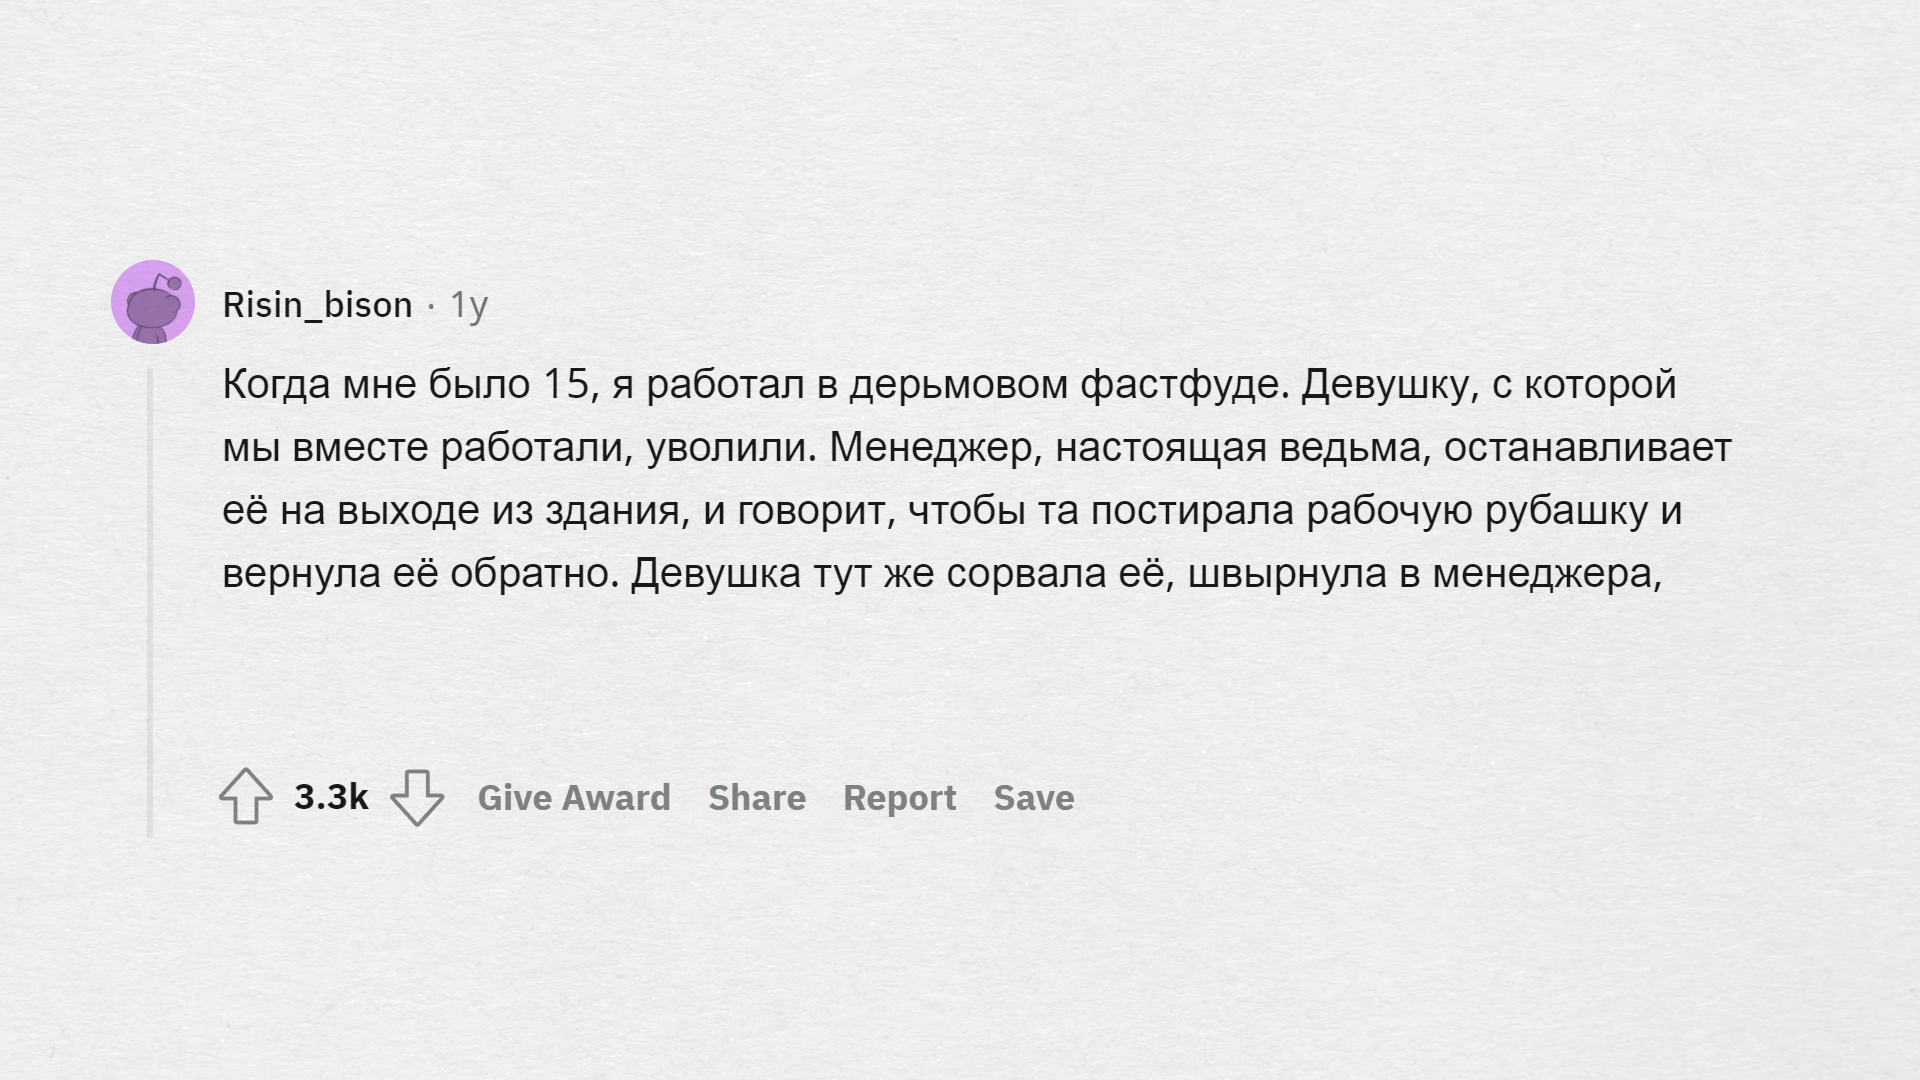 Risin_bison · 1y
Когда мне было 15, я работал в дерьмовом фастфуде. Девушку, с которой
мы вместе работали, уволили. Менеджер, настоящая ведьма, останавливает
её на выходе из здания, и говорит, чтобы та постирала рабочую рубашку и
вернула её обратно. Девушка тут же сорвала её, швырнула в менеджера,
3.3k Give Award Share Report Save